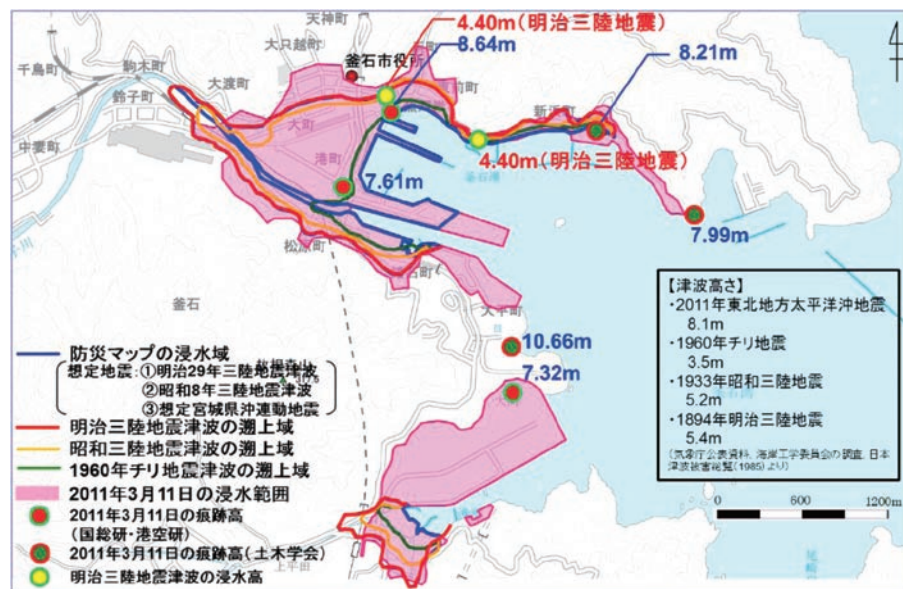 天神町
4.40m(明治三陸地震)
8.64m
大只越町
釜石市役所
8.21m
千鳥町
駒木町
大渡町
鈴子町
新浜町
大町
中妻町
港町
4.40m(明治三陸地震)
7.61m
7.99m
松原町
釜石
大平町
10.66m
7.32m
【津波高さ】
・2011年東北地方太平洋沖地震
8.1m
・1960年チリ地震
3.5m
・1933年昭和三陸地震
5.2m
・1894年明治三陸地震
5.4m
(気象庁公表資料, 海岸工学委員会の調査, 日本
津波被害総覧(1985)より)
0 600 1200m
防災マップの浸水域
想定地震:①明治29年三陸地震津波
②昭和8年三陸地震津波
③想定宮城県沖連動地震
明治三陸地震津波の遡上域
昭和三陸地震津波の遡上域
1960年チリ地震津波の遡上域
2011年3月11日の浸水範囲
2011年3月11日の痕跡高
(国総研・港空研)
2011年3月11日の痕跡高(土木学会)
明治三陸地震津波の浸水高
上平田